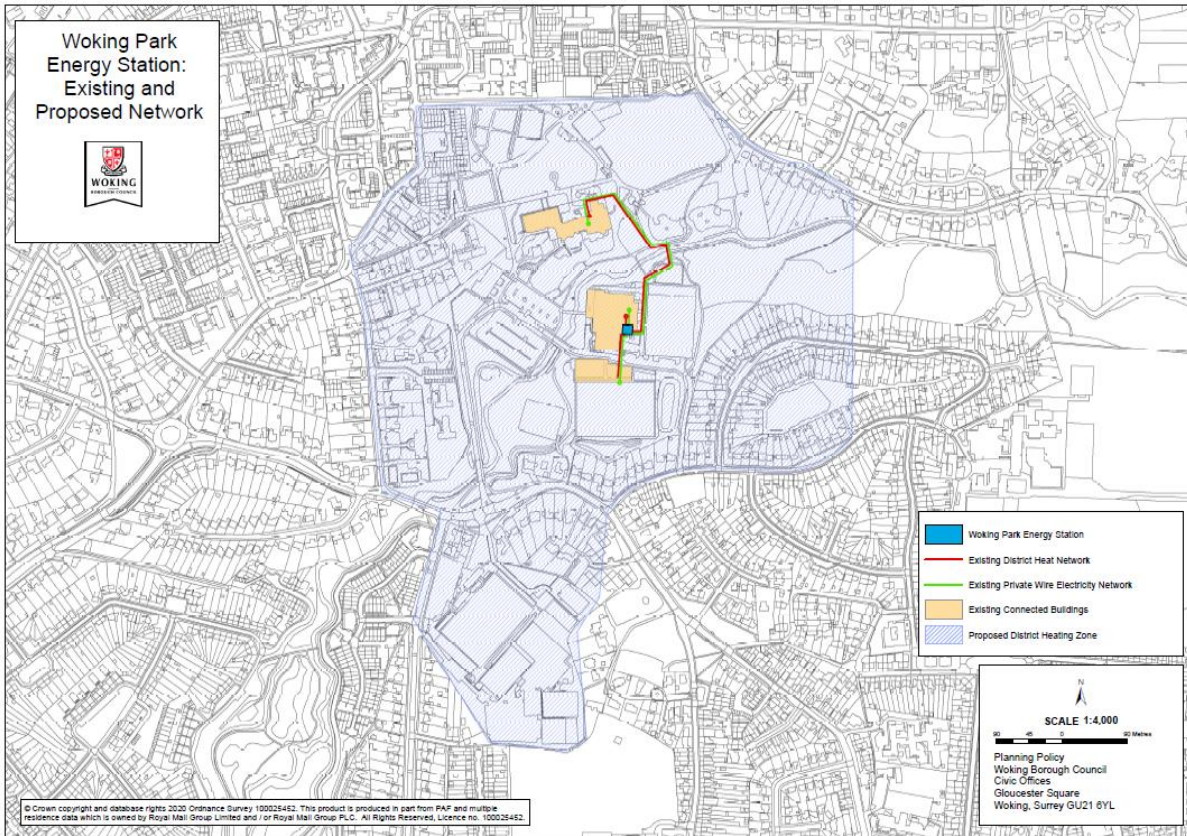 Woking Park
Energy Station:
Existing and
Proposed Network
WOKING
BOROUGH COUNCIL
Woking Park Energy Station
Existing District Heat Network
Existing Private Wire Electricity Network
Existing Connected Buildings
Proposed District Heating Zone
N
SCALE 1:4,000
90 45 0 90 Metres
Planning Policy
Woking Borough Council
Civic Offices
Gloucester Square
Woking, Surrey GU21 6YL
© Crown copyright and database rights 2020 Ordnance Survey 100025452. This product is produced in part from PAF and multiple
residence data which is owned by Royal Mail Group Limited and / or Royal Mail Group PLC. All Rights Reserved, Licence no. 100025452.